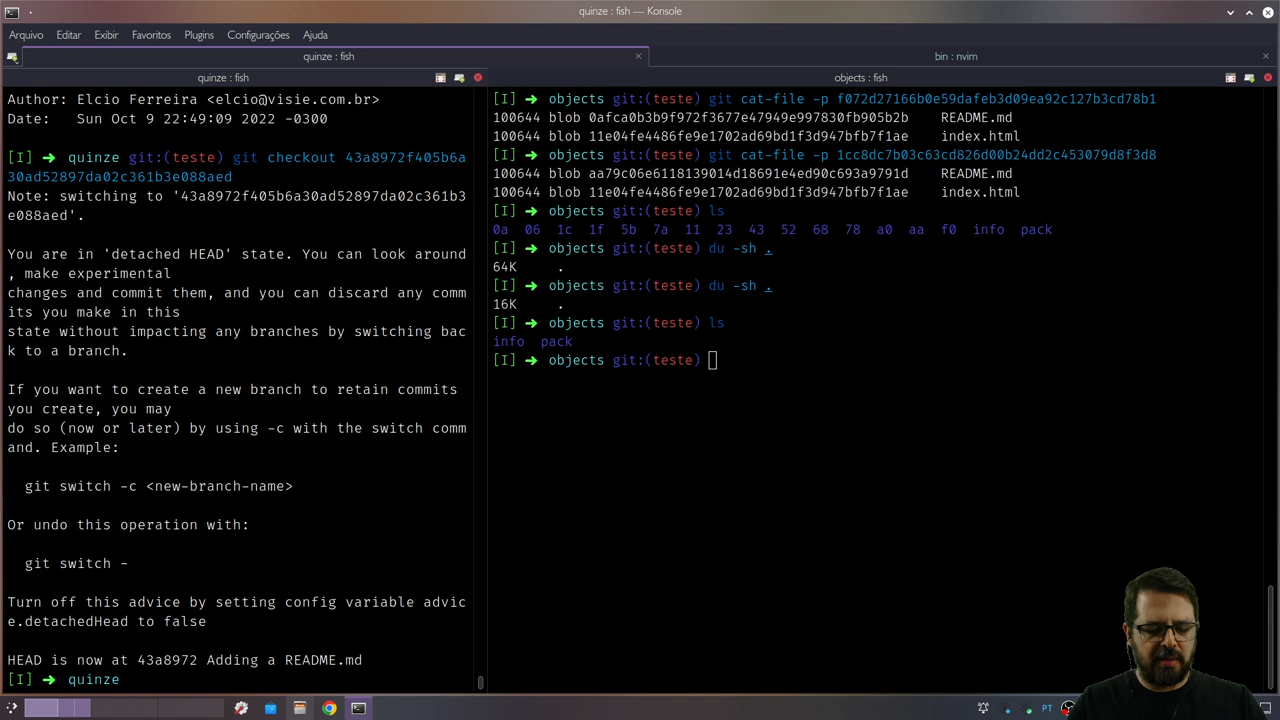 quinze : fish — Konsole
Arquivo Editar Exibir Favoritos Plugins Configurações Ajuda
quinze : fish
bin : nvim
quinze : fish
Author: Elcio Ferreira <elcio@visie.com.br>
Date:   Sun Oct 9 22:49:09 2022 -0300
[I] ➜ quinze git:(teste) git checkout 43a8972f405b6a
30ad52897da02c361b3e088aed
Note: switching to '43a8972f405b6a30ad52897da02c361b3
e088aed'.
You are in 'detached HEAD' state. You can look around
, make experimental
changes and commit them, and you can discard any comm
its you make in this
state without impacting any branches by switching bac
k to a branch.
If you want to create a new branch to retain commits
you create, you may
do so (now or later) by using -c with the switch comm
and. Example:
git switch -c <new-branch-name>
Or undo this operation with:
git switch -
Turn off this advice by setting config variable advic
e.detachedHead to false
HEAD is now at 43a8972 Adding a README.md
[I] ➜ quinze
objects : fish
[I] ➜ objects git:(teste) git cat-file -p f072d27166b0e59dafeb3d09ea92c127b3cd78b1
100644 blob 0afca0b3b9f972f3677e47949e997830fb905b2b    README.md
100644 blob 11e04fe4486fe9e1702ad69bd1f3d947bfb7f1ae    index.html
[I] ➜ objects git:(teste) git cat-file -p 1cc8dc7b03c63cd826d00b24dd2c453079d8f3d8
100644 blob aa79c06e6118139014d18691e4ed90c693a9791d    README.md
100644 blob 11e04fe4486fe9e1702ad69bd1f3d947bfb7f1ae    index.html
[I] ➜ objects git:(teste) ls
0a 06 1c 1f 5b 7a 11 23 43 52 68 78 a0 aa f0 info pack
[I] ➜ objects git:(teste) du -sh .
64K .
[I] ➜ objects git:(teste) du -sh .
16K .
[I] ➜ objects git:(teste) ls
info pack
[I] ➜ objects git:(teste)
PT